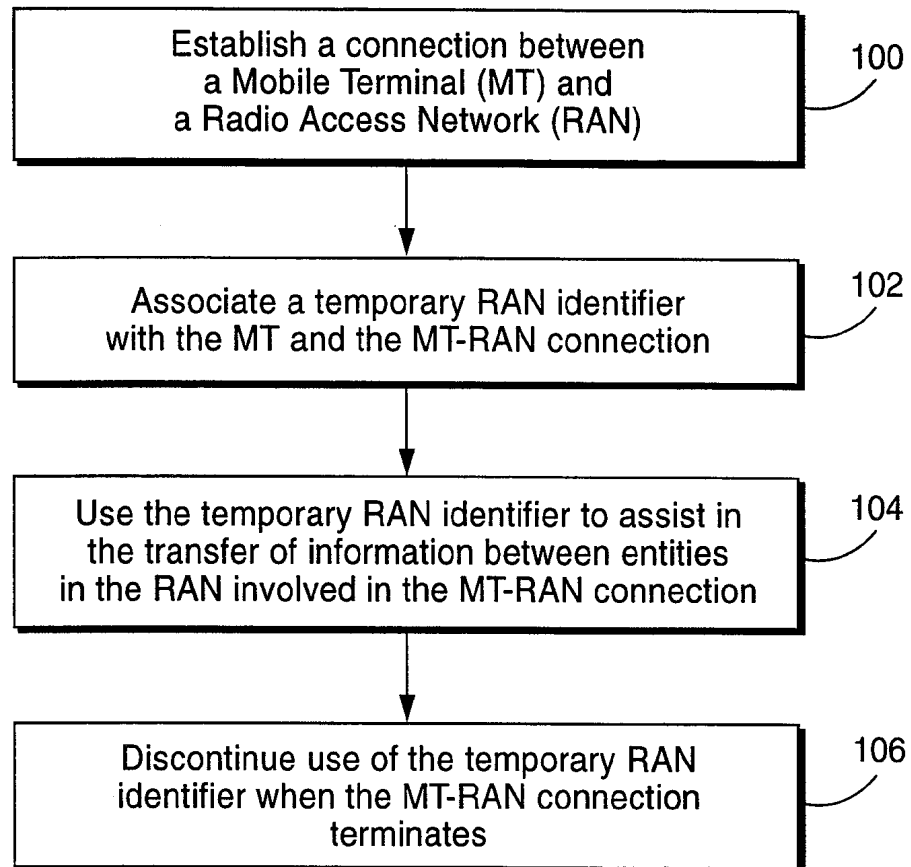 Establish a connection between
a Mobile Terminal (MT) and
a Radio Access Network (RAN)
100
Associate a temporary RAN identifier
with the MT and the MT-RAN connection
102
Use the temporary RAN identifier to assist in
the transfer of information between entities
in the RAN involved in the MT-RAN connection
104
Discontinue use of the temporary RAN
identifier when the MT-RAN connection
terminates
106